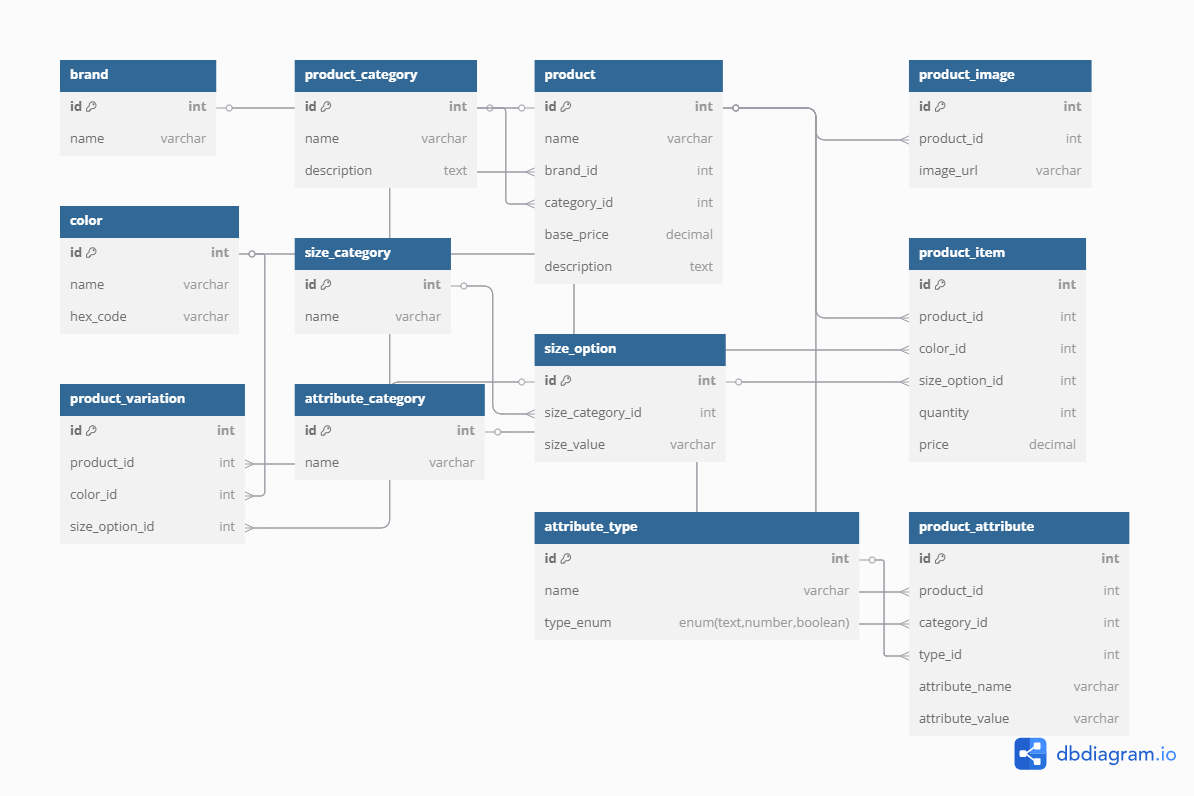 brand
id int
name varchar
product_category
id int
name varchar
description text
product
id int
name varchar
brand_id int
category_id int
base_price decimal
description text
product_image
id int
product_id int
image_url varchar
color
id int
name varchar
hex_code varchar
size_category
id int
name varchar
product_item
id int
product_id int
color_id int
size_option_id int
quantity int
price decimal
size_option
id int
size_category_id int
size_value varchar
product_variation
id int
product_id int
color_id int
size_option_id int
attribute_category
id int
name varchar
attribute_type
id int
name varchar
type_enum enum(text,number,boolean)
product_attribute
id int
product_id int
category_id int
type_id int
attribute_name varchar
attribute_value varchar
dbdiagram.io